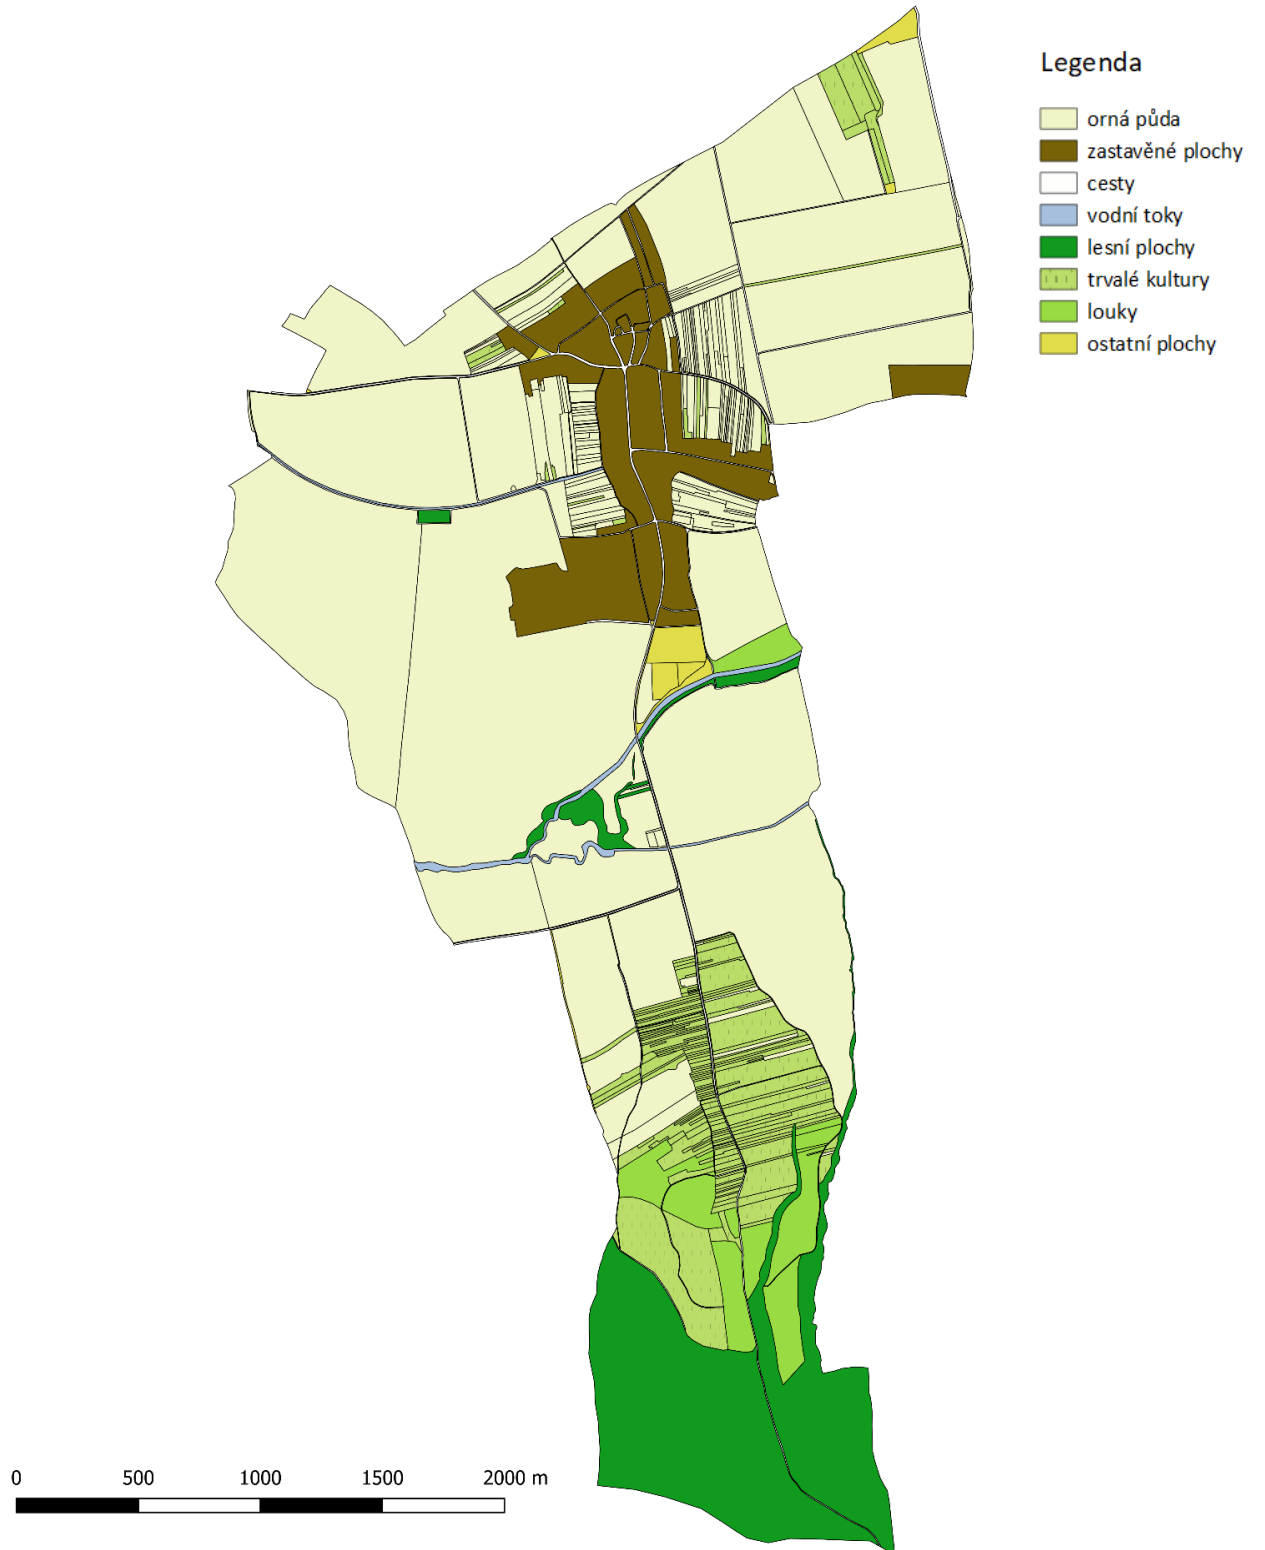 Legenda
orná půda
zastavěné plochy
cesty
vodní toky
lesní plochy
trvalé kultury
louky
ostatní plochy
0 500 1000 1500 2000 m